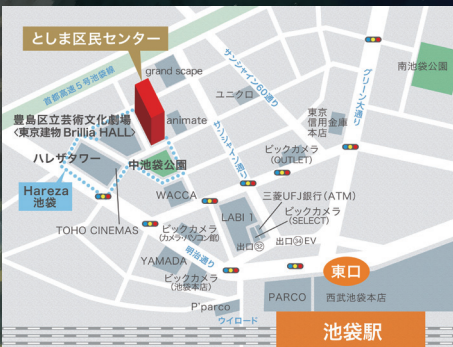 としま区民センター
首都高速5号池袋線
grand scape
サンシャイン60通り
グリーン大通り
南池袋公園
ユニクロ
豊島区立芸術文化劇場
〈東京建物 Brillia HALL〉
animate
東京
信用金庫
本店
サンシャイン通り
ハレザタワー
中池袋公園
ビックカメラ
(OUTLET)
Hareza
池袋
WACCA
三菱UFJ銀行(ATM)
ビックカメラ
(SELECT)
LABI 1
TOHO CINEMAS
ビックカメラ
(カメラ・パソコン館)
出口㉜
出口㉞EV
明治通り
YAMADA
ビックカメラ
(池袋本店)
東口
P'parco
PARCO
西武池袋本店
ウイロード
池袋駅